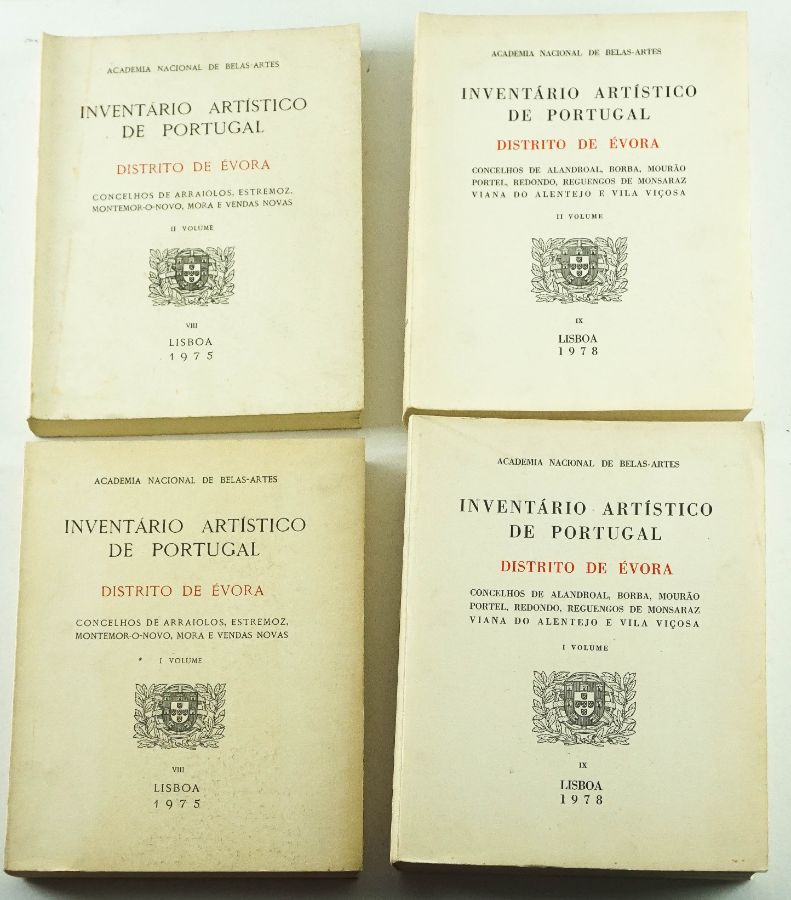 ACADEMIA NACIONAL DE BELAS-ARTES
INVENTÁRIO ARTÍSTICO
DE PORTUGAL
DISTRITO DE ÉVORA
CONCELHOS DE ARRAIOLOS, ESTREMOZ,
MONTEMOR-O-NOVO, MORA E VENDAS NOVAS
II VOLUME
VIII
LISBOA
1975
ACADEMIA NACIONAL DE BELAS-ARTES
INVENTÁRIO ARTÍSTICO
DE PORTUGAL
DISTRITO DE ÉVORA
CONCELHOS DE ALANDROAL, BORBA, MOURÃO
PORTEL, REDONDO, REGUENGOS DE MONSARAZ
VIANA DO ALENTEJO E VILA VIÇOSA
II VOLUME
IX
LISBOA
1978
ACADEMIA NACIONAL DE BELAS-ARTES
INVENTÁRIO ARTÍSTICO
DE PORTUGAL
DISTRITO DE ÉVORA
CONCELHOS DE ARRAIOLOS, ESTREMOZ,
MONTEMOR-O-NOVO, MORA E VENDAS NOVAS
I VOLUME
VIII
LISBOA
1975
ACADEMIA NACIONAL DE BELAS-ARTES
INVENTÁRIO ARTÍSTICO
DE PORTUGAL
DISTRITO DE ÉVORA
CONCELHOS DE ALANDROAL, BORBA, MOURÃO
PORTEL, REDONDO, REGUENGOS DE MONSARAZ
VIANA DO ALENTEJO E VILA VIÇOSA
I VOLUME
IX
LISBOA
1978